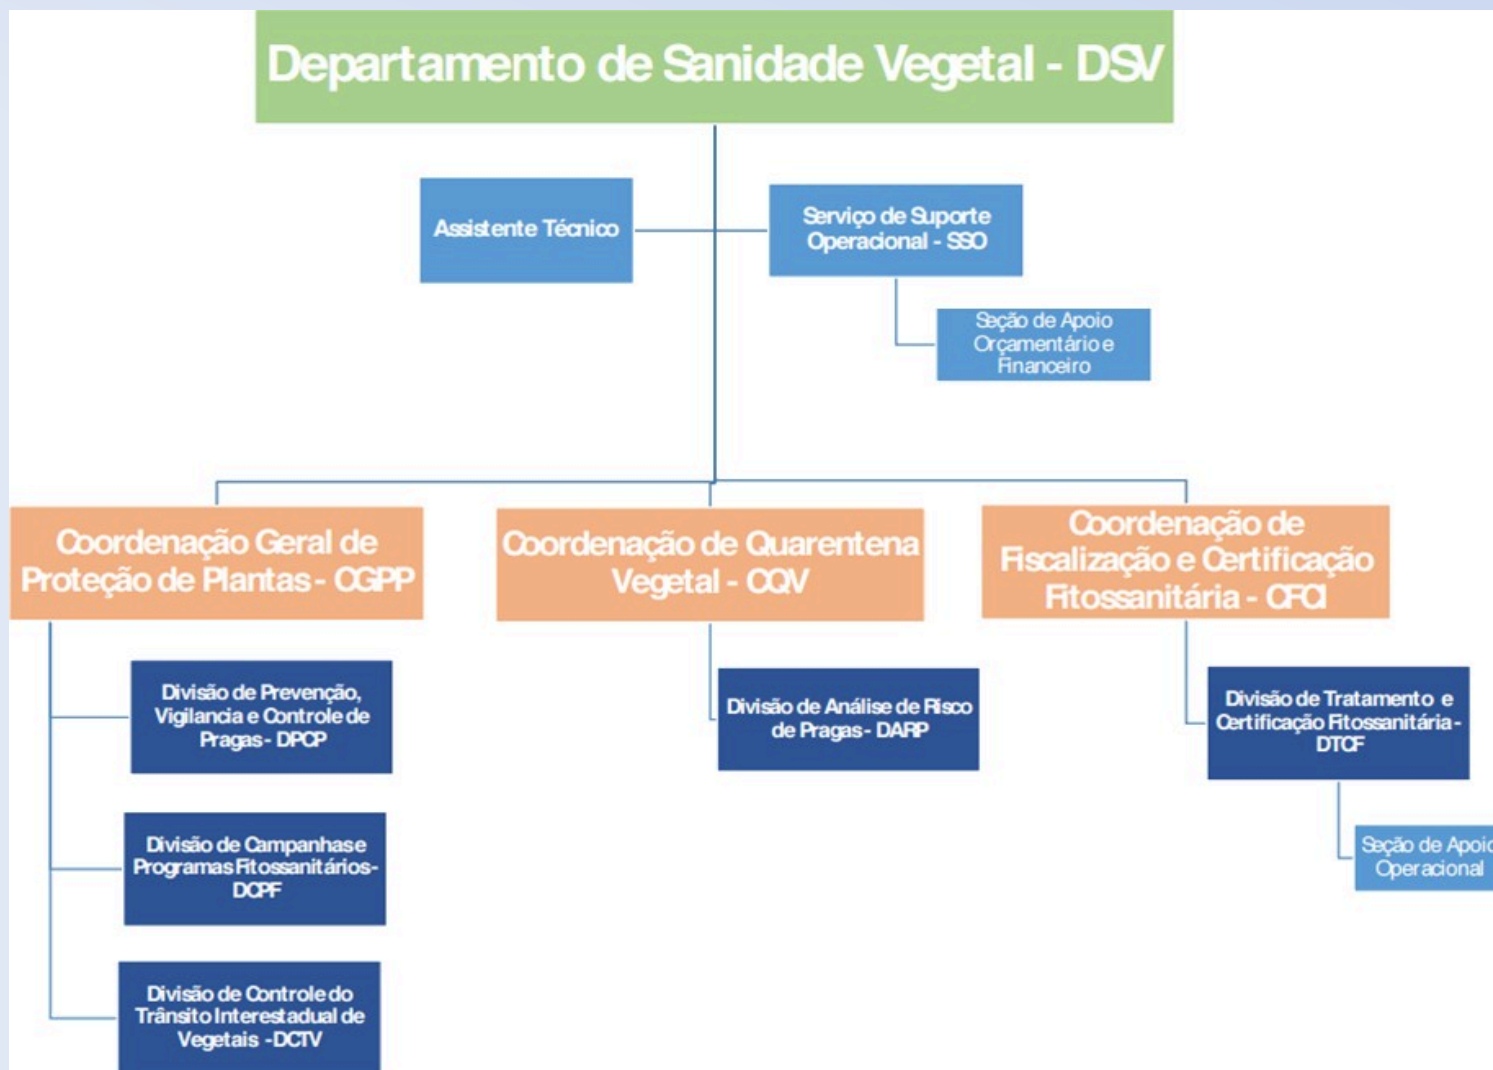 Departamento de Sanidade Vegetal - DSV
Assistente Técnico
Serviço de Suporte
Operacional - SSO
Seção de Apoio
Orçamentário e
Financeiro
Coordenação Geral de
Proteção de Plantas - CGPP
Coordenação de Quarentena
Vegetal - CQV
Coordenação de
Fiscalização e Certificação
Fitossanitária - CFCI
Divisão de Prevenção,
Vigilancia e Controle de
Pragas - DPCP
Divisão de Análise de Risco
de Pragas - DARP
Divisão de Tratamento e
Certificação Fitossanitária -
DTCF
Divisão de Campanhas e
Programas Fitossanitários-
DCPF
Seção de Apoio
Operacional
Divisão de Controle do
Trânsito Interestadual de
Vegetais -DCTV